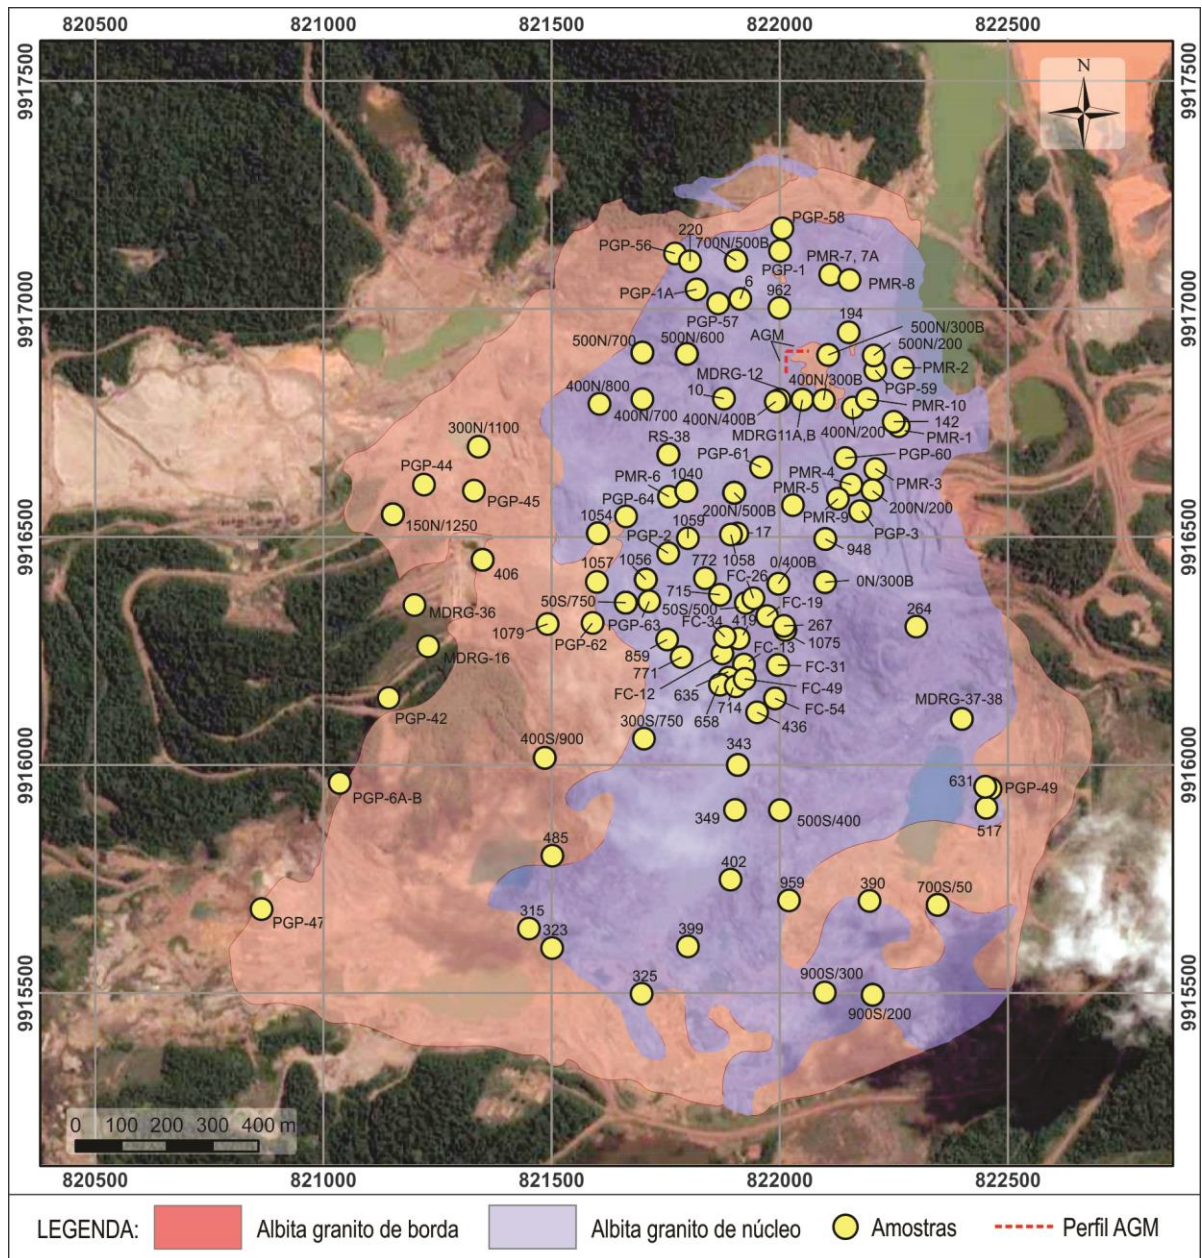 820500 821000 821500 822000 822500
9917500 9917500
N
PGP-58
220
PGP-56
700N/500B
PMR-7, 7A
PGP-1
PMR-8
PGP-1A
6
962
9917000 9917000
PGP-57
194
500N/300B
AGM
500N/200
500N/700
500N/600
MDRG-12
PMR-2
400N/300B
PGP-59
400N/800
10
PMR-10
400N/700
400N/400B
142
MDRG11A,B
400N/200
PMR-1
300N/1100
RS-38
PGP-61
PGP-60
PGP-44
PMR-6
1040
PMR-4
PMR-3
PGP-45
PGP-64
PMR-5
200N/500B
200N/200
150N/1250
1054
1059
PMR-9
PGP-3
9916500 9916500
PGP-2
17
1058
948
406
1057
1056
772
0/400B
FC-26
0N/300B
715
50S/750
50S/500
FC-19
MDRG-36
264
PGP-63
FC-34
419
267
1079
PGP-62
1075
MDRG-16
859
FC-13
771
FC-31
FC-12
635
FC-49
MDRG-37-38
PGP-42
658
714
FC-54
436
300S/750
400S/900
343
9916000 9916000
631
PGP-49
PGP-6A-B
349
500S/400
517
485
402
959
390
700S/50
PGP-47
315
323
399
900S/300
325
9915500 9915500
900S/200
0 100 200 300 400 m
820500 821000 821500 822000 822500
LEGENDA: Albita granito de borda Albita granito de núcleo Amostras Perfil AGM